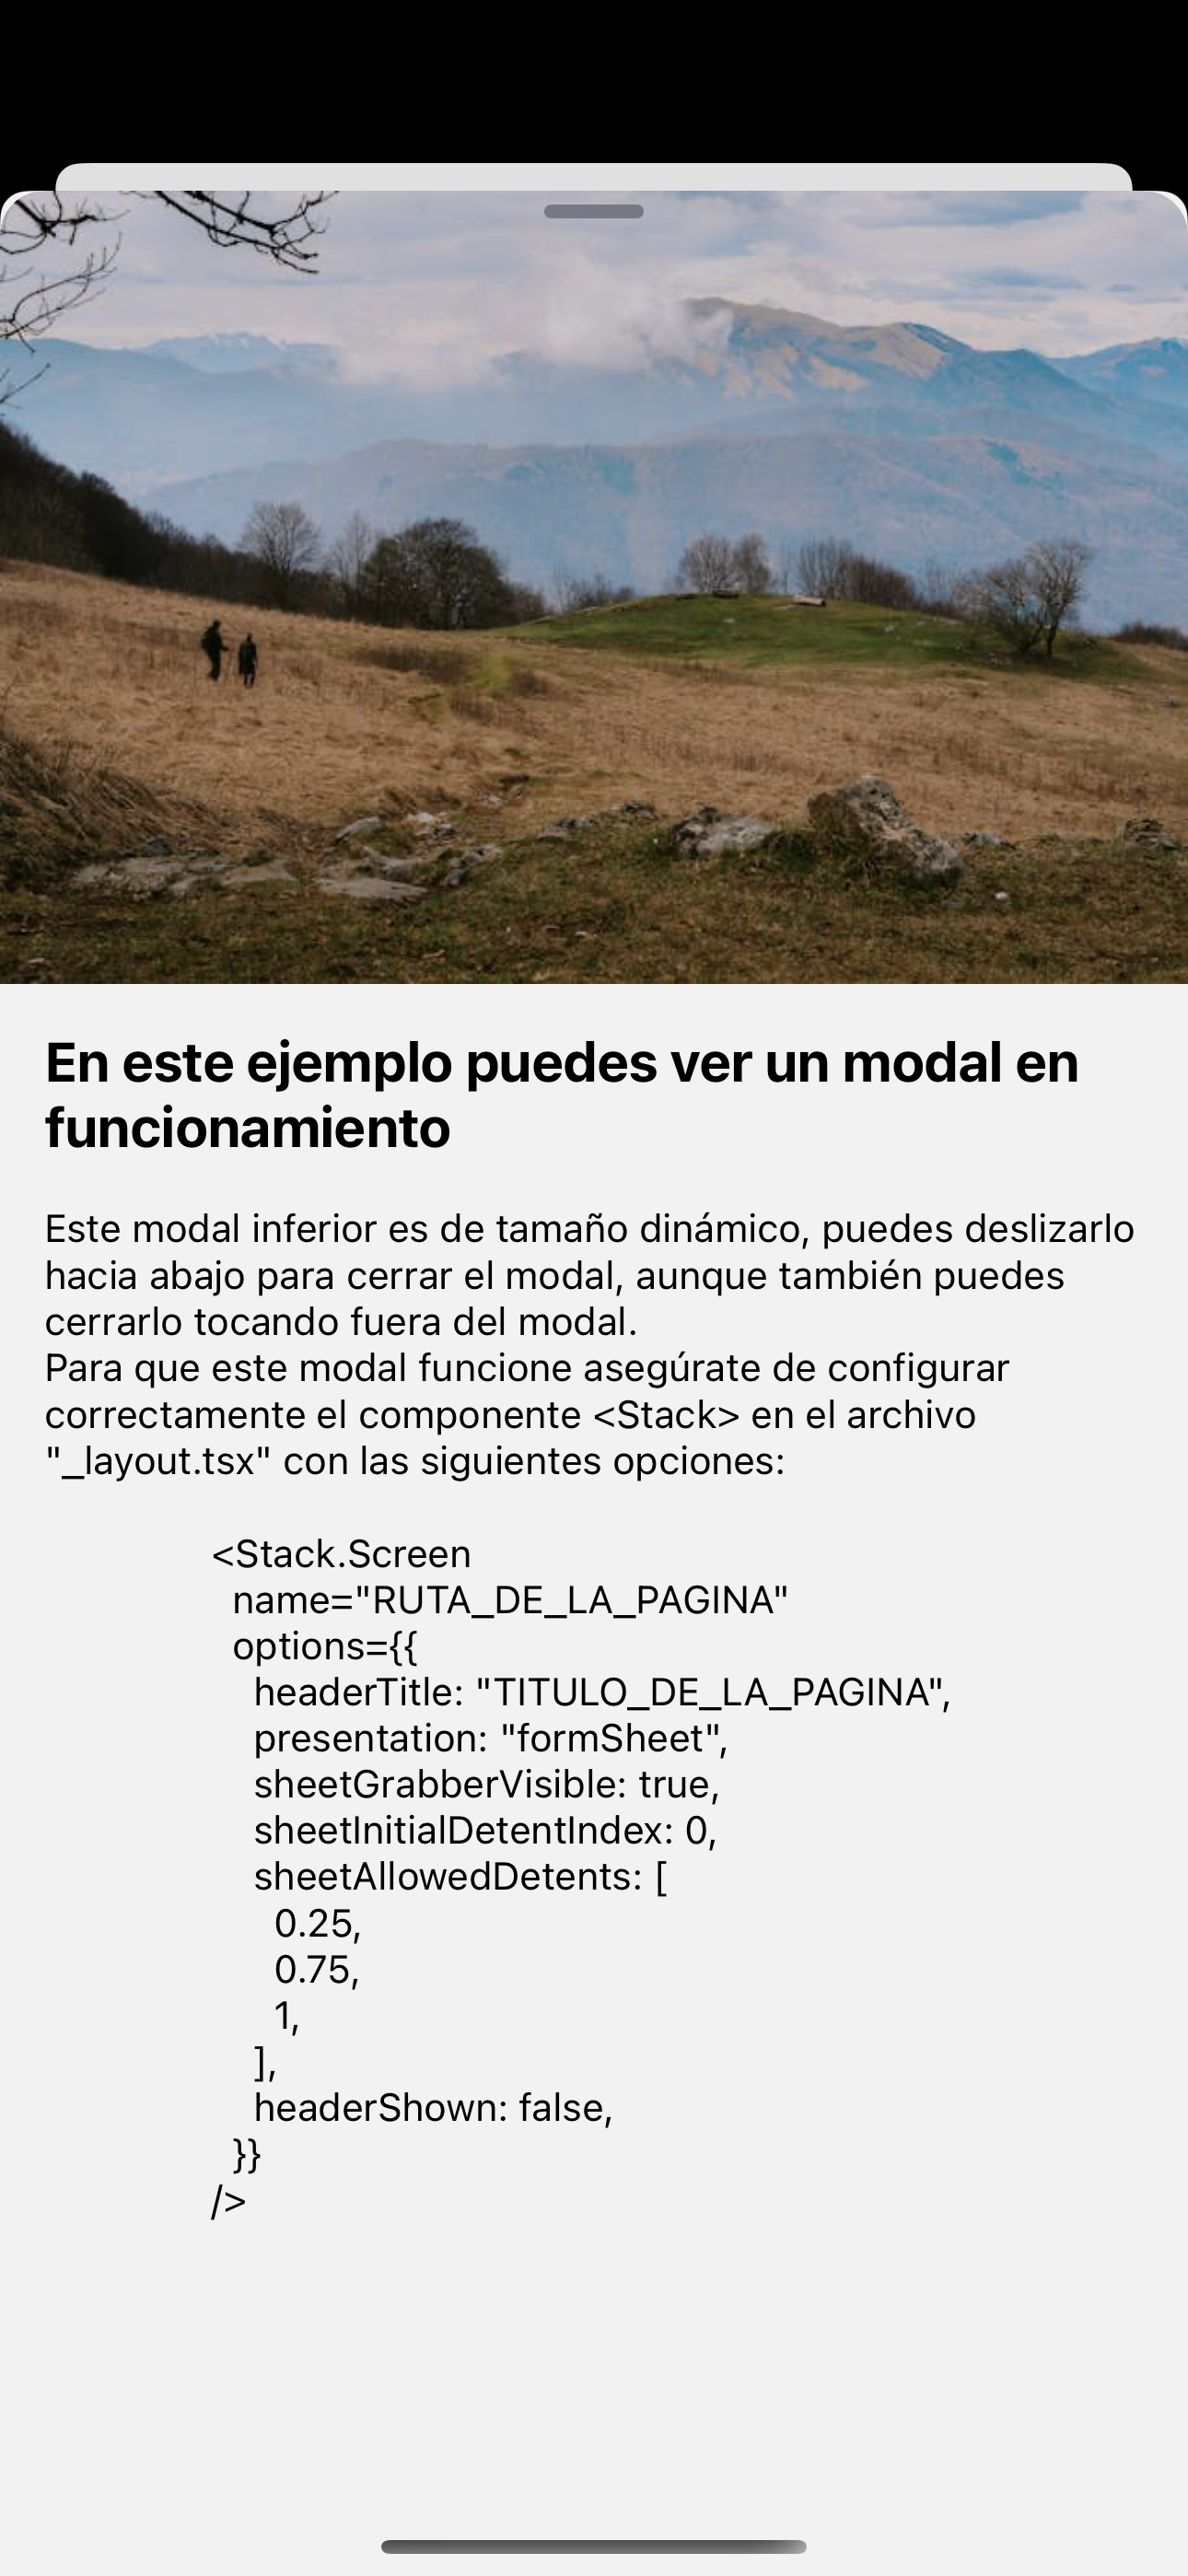 En este ejemplo puedes ver un modal en
funcionamiento
Este modal inferior es de tamaño dinámico, puedes deslizarlo
hacia abajo para cerrar el modal, aunque también puedes
cerrarlo tocando fuera del modal.
Para que este modal funcione asegúrate de configurar
correctamente el componente <Stack> en el archivo
"_layout.tsx" con las siguientes opciones:
<Stack.Screen
name="RUTA_DE_LA_PAGINA"
options={{
headerTitle: "TITULO_DE_LA_PAGINA",
presentation: "formSheet",
sheetGrabberVisible: true,
sheetInitialDetentIndex: 0,
sheetAllowedDetents: [
0.25,
0.75,
1,
],
headerShown: false,
}}
/>